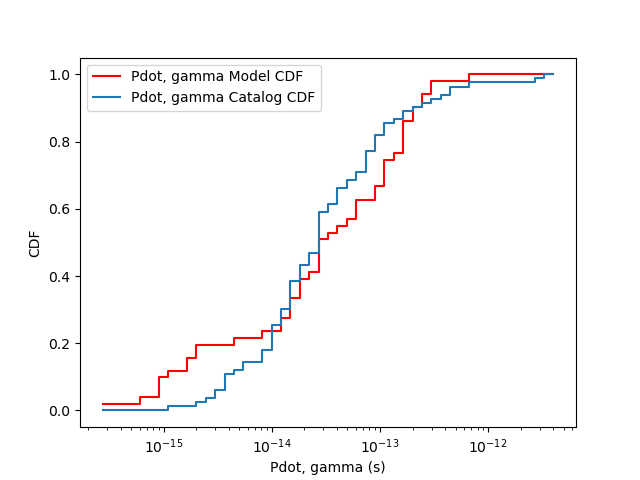 Pdot, gamma Model CDF
Pdot, gamma Catalog CDF
1.0
0.8
0.6
0.4
0.2
0.0
CDF
10⁻¹⁵
10⁻¹⁴
10⁻¹³
10⁻¹²
Pdot, gamma (s)